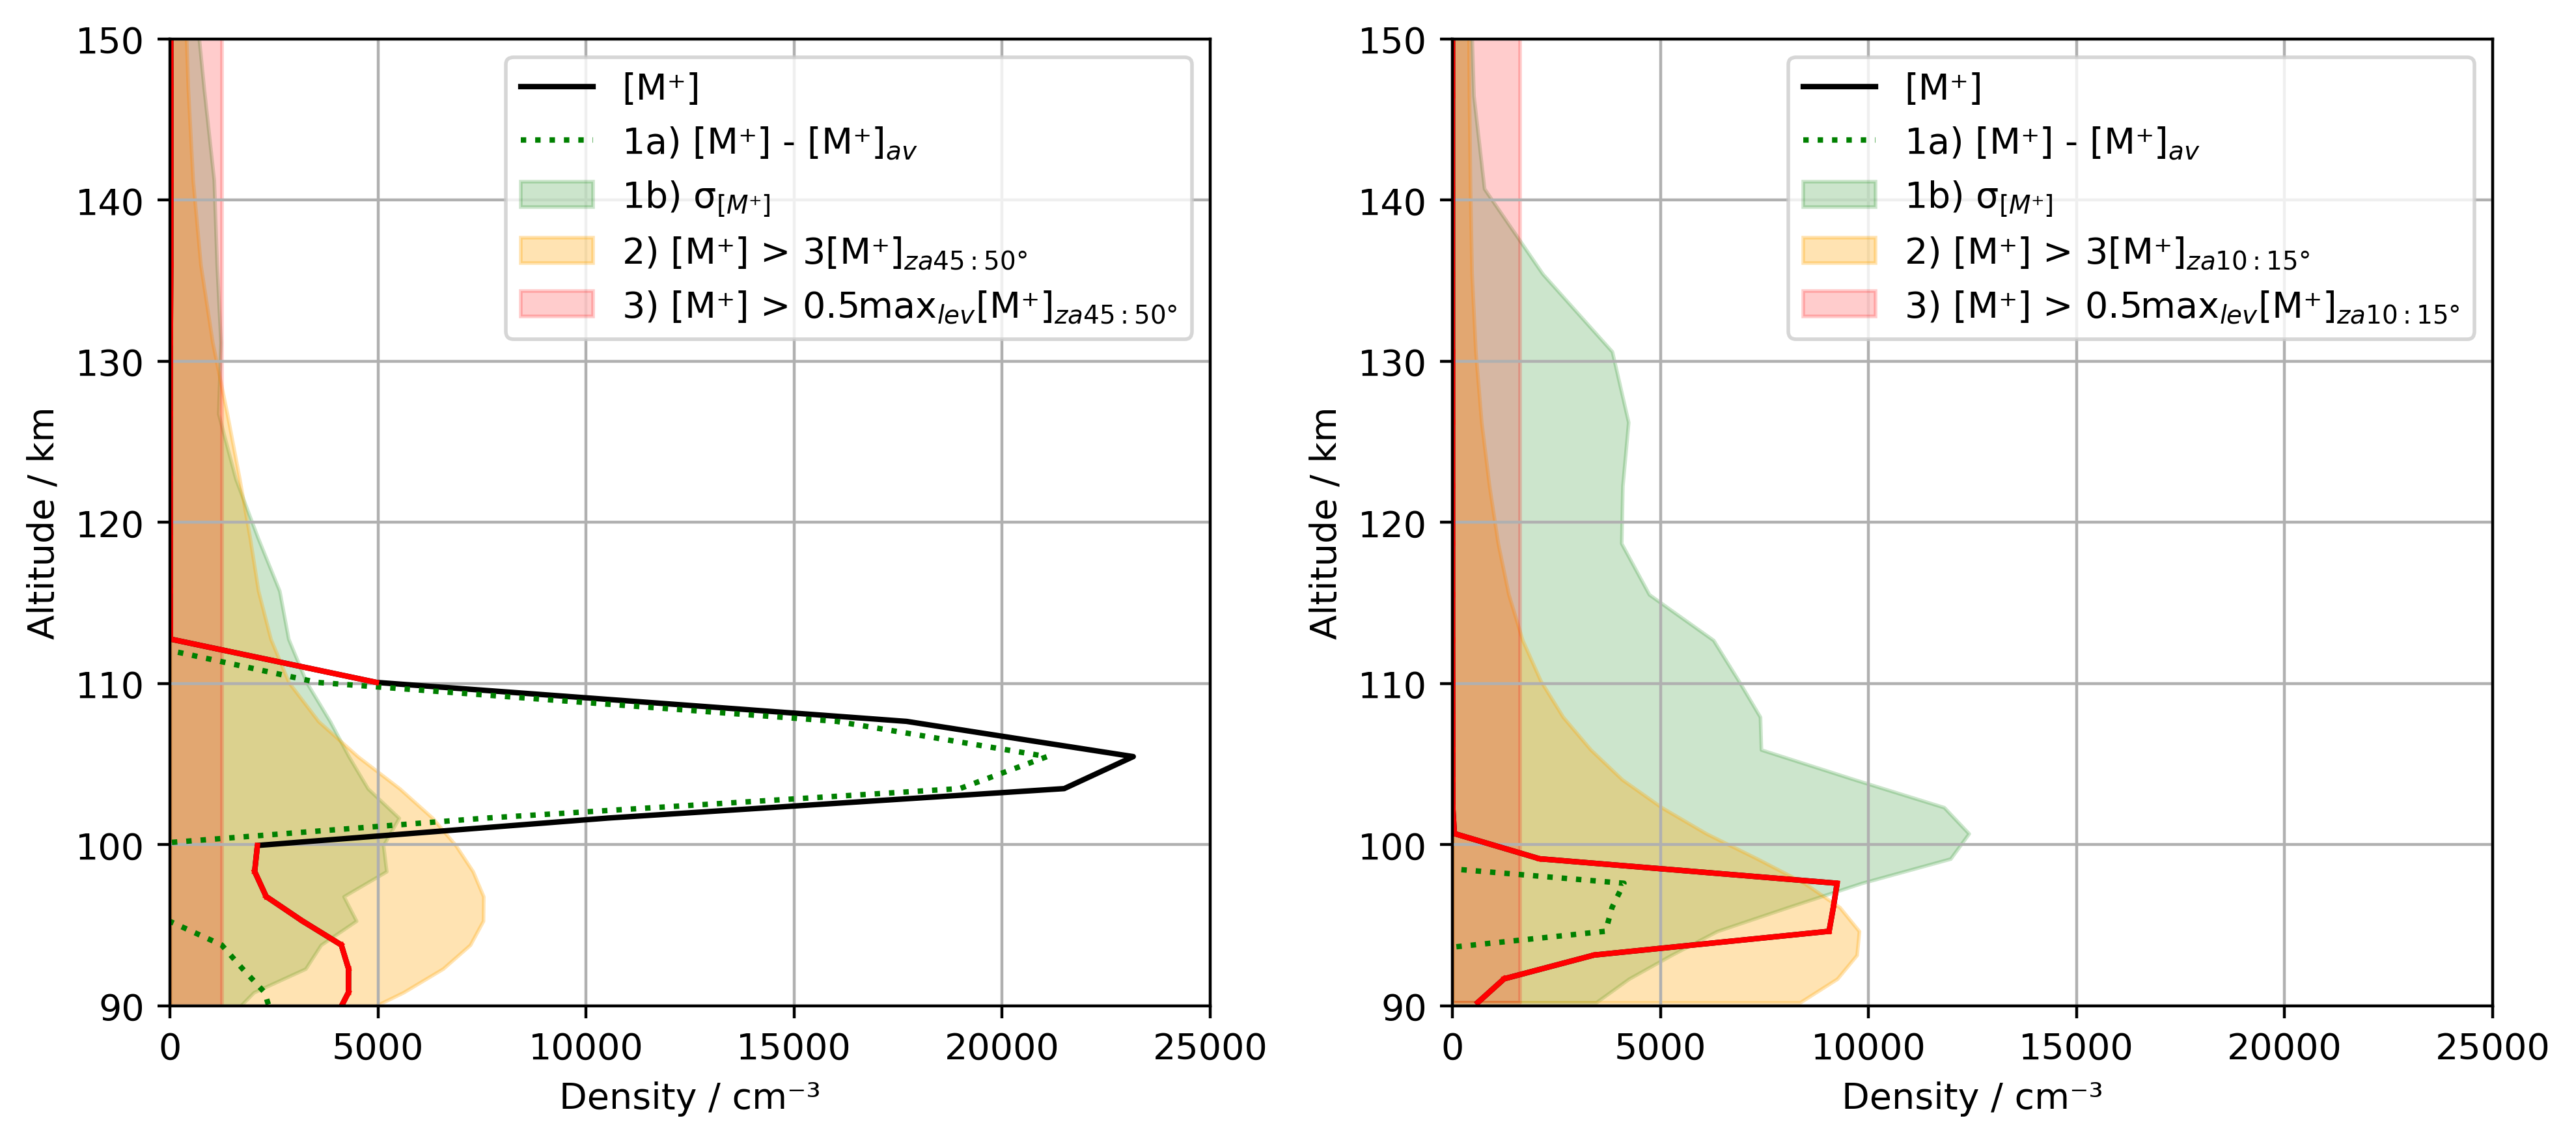 150
140
130
120
110
100
90
Altitude / km
[M⁺]
1a) [M⁺] - [M⁺]av
1b) σ[M⁺]
2) [M⁺] > 3[M⁺]za45 : 50°
3) [M⁺] > 0.5maxlev[M⁺]za45 : 50°
0 5000 10000 15000 20000 25000
Density / cm⁻³
150
140
130
120
110
100
90
Altitude / km
[M⁺]
1a) [M⁺] - [M⁺]av
1b) σ[M⁺]
2) [M⁺] > 3[M⁺]za10 : 15°
3) [M⁺] > 0.5maxlev[M⁺]za10 : 15°
0 5000 10000 15000 20000 25000
Density / cm⁻³